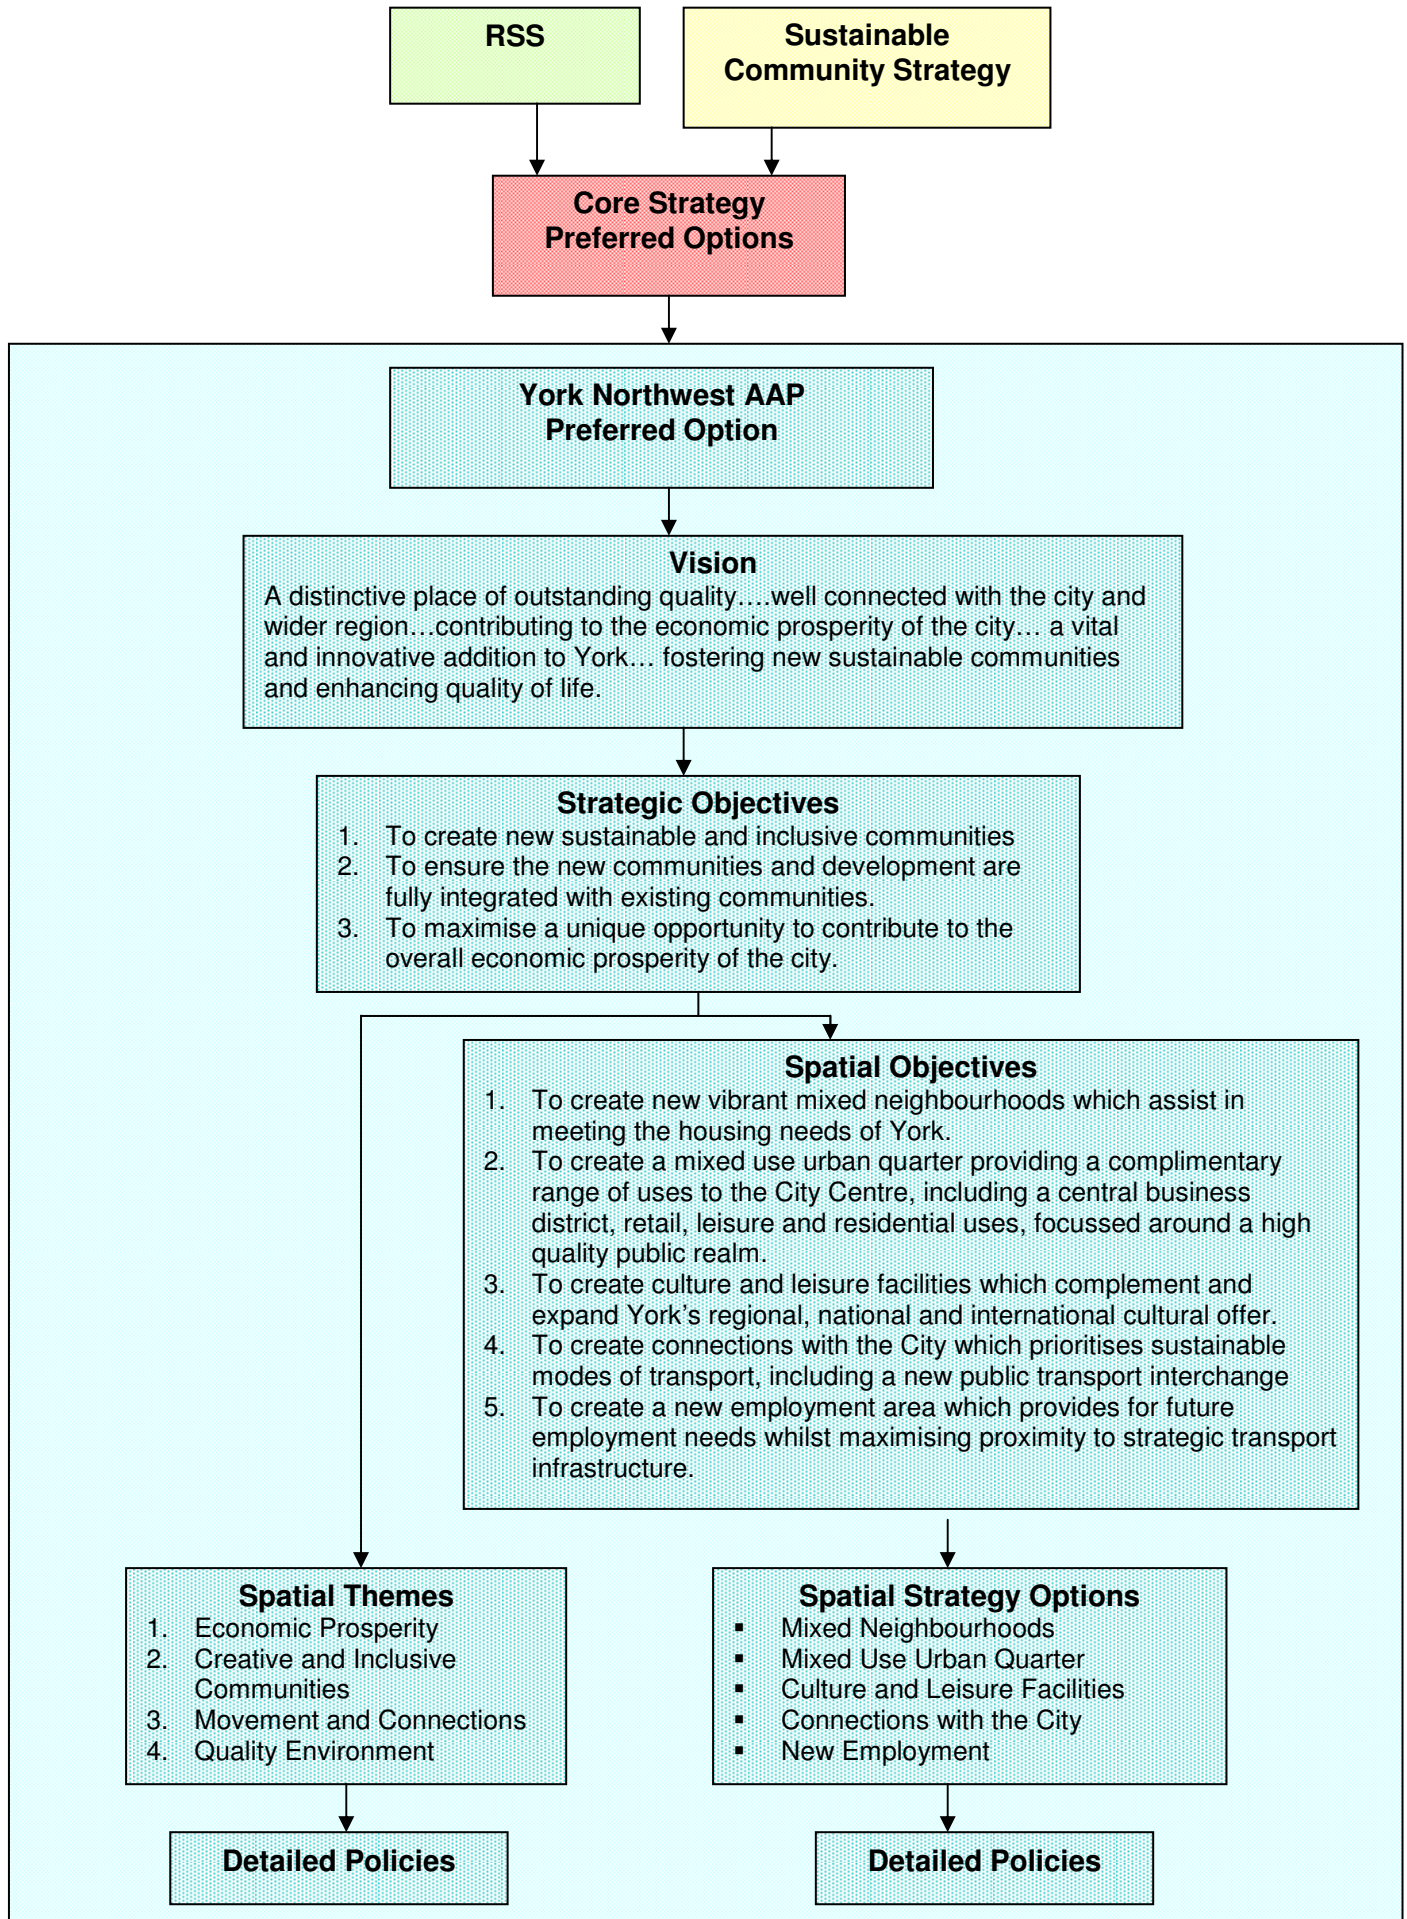 RSS
Sustainable
Community Strategy
Core Strategy
Preferred Options
York Northwest AAP
Preferred Option
Vision
A distinctive place of outstanding quality….well connected with the city and
wider region…contributing to the economic prosperity of the city… a vital
and innovative addition to York… fostering new sustainable communities
and enhancing quality of life.
Strategic Objectives
1. To create new sustainable and inclusive communities
2. To ensure the new communities and development are
fully integrated with existing communities.
3. To maximise a unique opportunity to contribute to the
overall economic prosperity of the city.
Spatial Objectives
1. To create new vibrant mixed neighbourhoods which assist in
meeting the housing needs of York.
2. To create a mixed use urban quarter providing a complimentary
range of uses to the City Centre, including a central business
district, retail, leisure and residential uses, focussed around a high
quality public realm.
3. To create culture and leisure facilities which complement and
expand York’s regional, national and international cultural offer.
4. To create connections with the City which prioritises sustainable
modes of transport, including a new public transport interchange
5. To create a new employment area which provides for future
employment needs whilst maximising proximity to strategic transport
infrastructure.
Spatial Themes
1. Economic Prosperity
2. Creative and Inclusive
Communities
3. Movement and Connections
4. Quality Environment
Spatial Strategy Options
▪ Mixed Neighbourhoods
▪ Mixed Use Urban Quarter
▪ Culture and Leisure Facilities
▪ Connections with the City
▪ New Employment
Detailed Policies
Detailed Policies